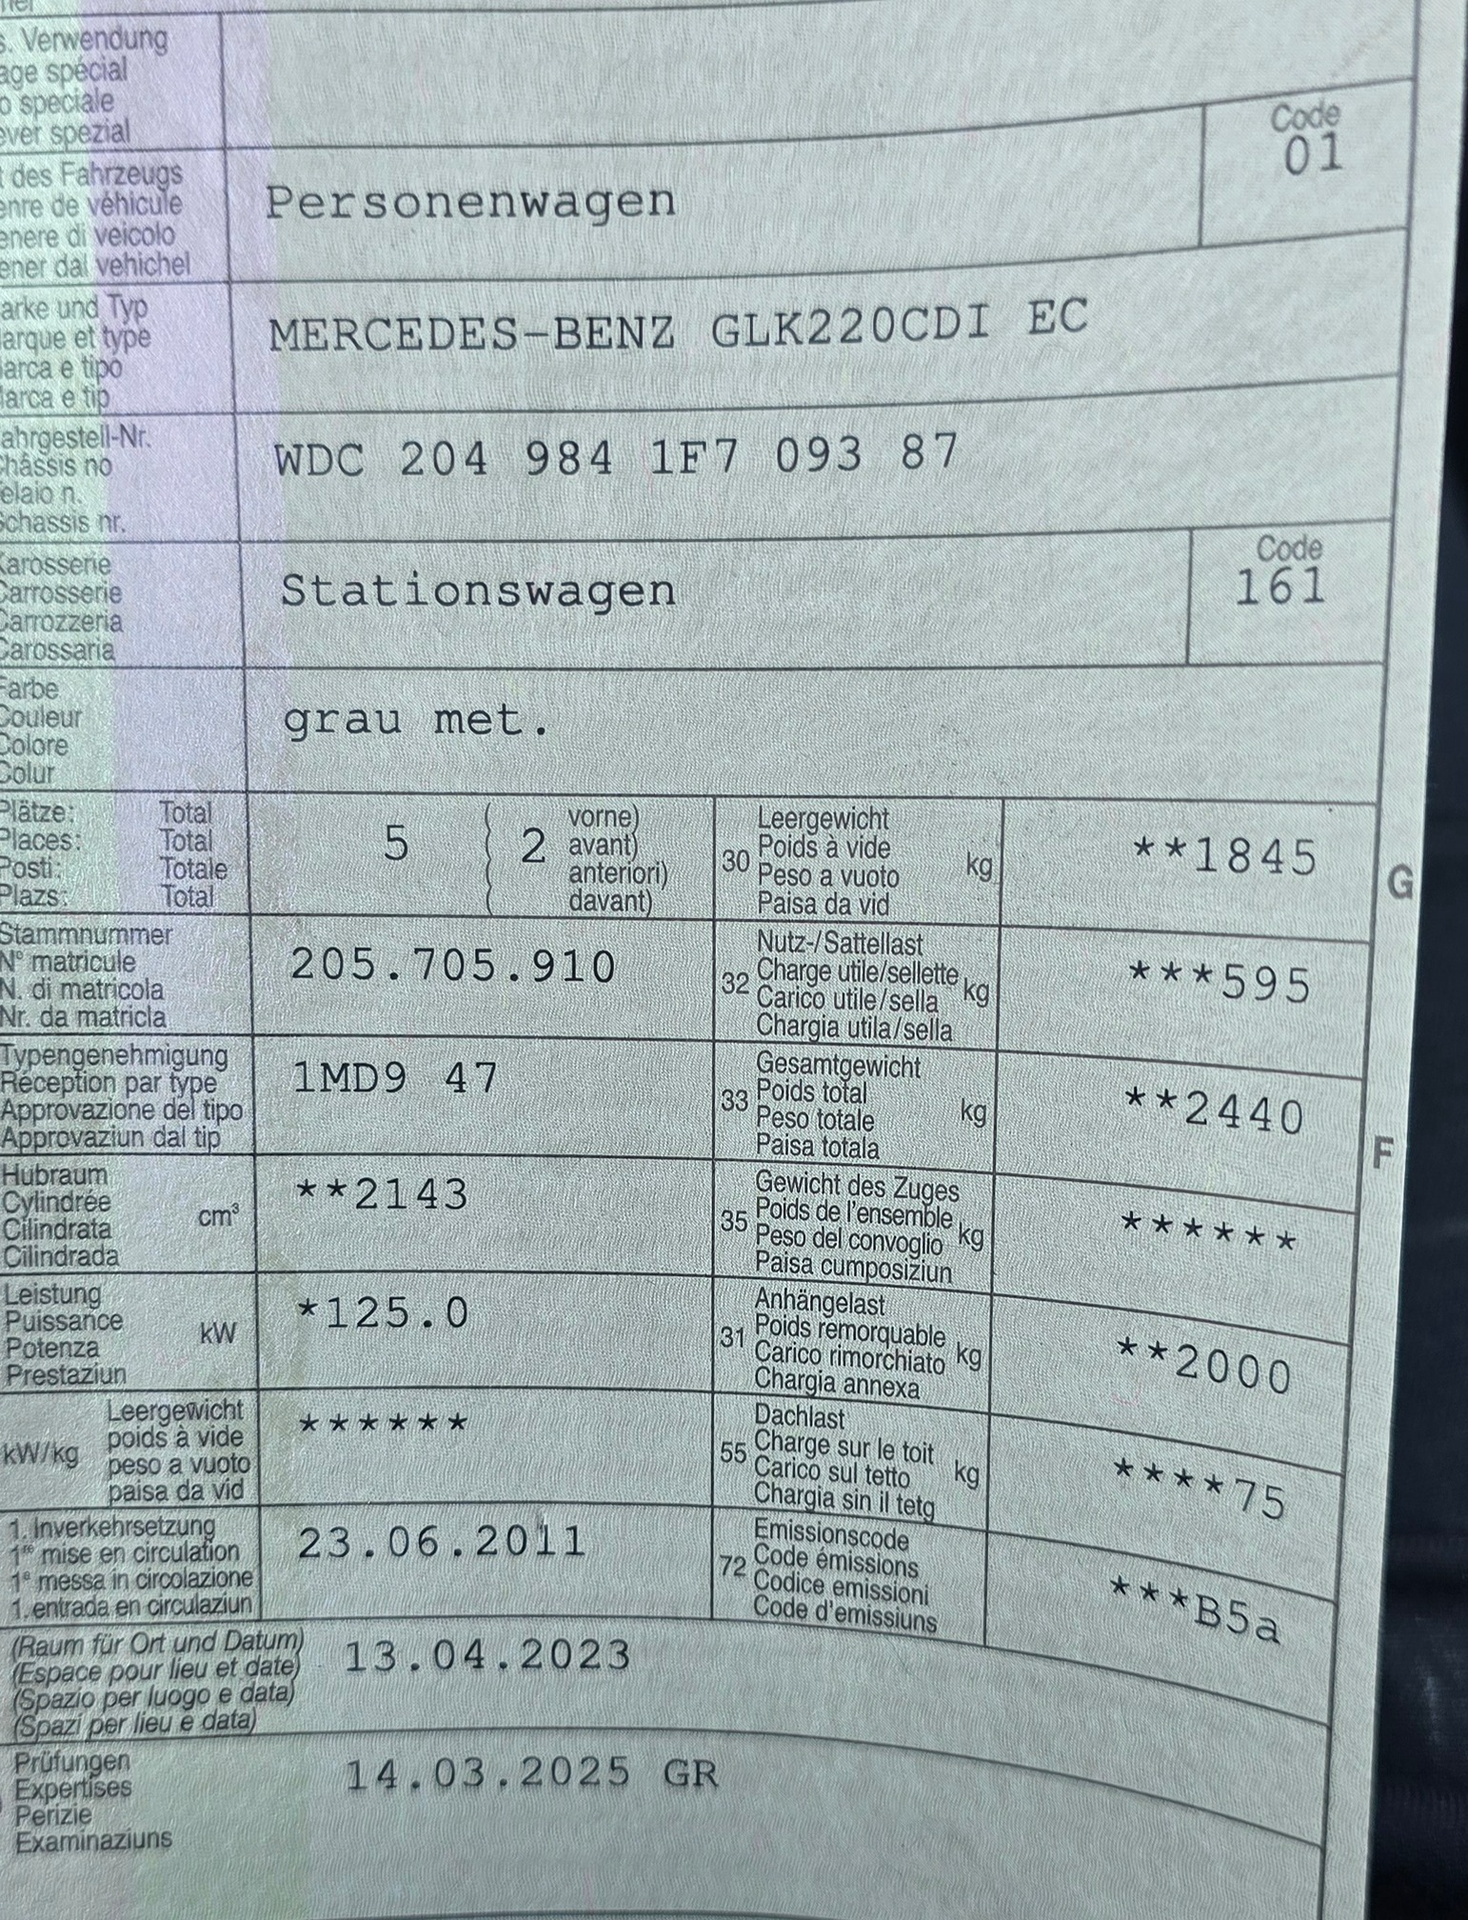 s. Verwendung
age spécial
o speciale
ever spezial
Code
01
t des Fahrzeugs
enre de véhicule
enere di veicolo
ener dal vehichel
Personenwagen
arke und Typ
arque et type
arca e tipo
larca e tip
MERCEDES-BENZ GLK220CDI EC
ahrgestell-Nr.
Châssis no
elaio n.
Schassis nr.
WDC 204 984 1F7 093 87
Karosserie
Carrosserie
Carrozzeria
Carossaria
Stationswagen
Code
161
Farbe
Couleur
Colore
Colur
grau met.
Plätze: Total
Places: Total
Posti: Totale
Plazs: Total
5 ( 2 vorne)
avant)
anteriori)
davant)
30 Leergewicht
Poids à vide kg
Peso a vuoto
Paisa da vid
**1845
G
Stammnummer
N° matricule
N. di matricola
Nr. da matricla
205.705.910
32 Nutz-/Sattellast
Charge utile/sellette kg
Carico utile/sella
Chargia utila/sella
***595
Typengenehmigung
Réception par type
Approvazione del tipo
Approvaziun dal tip
1MD9 47
33 Gesamtgewicht
Poids total kg
Peso totale
Paisa totala
**2440
F
Hubraum
Cylindrée cm³
Cilindrata
Cilindrada
**2143
35 Gewicht des Zuges
Poids de l'ensemble kg
Peso del convoglio
Paisa cumposiziun
******
Leistung
Puissance kW
Potenza
Prestaziun
*125.0
31 Anhängelast
Poids remorquable kg
Carico rimorchiato
Chargia annexa
**2000
kW/kg Leergewicht
poids à vide
peso a vuoto
paisa da vid
******
55 Dachlast
Charge sur le toit kg
Carico sul tetto
Chargia sin il tetg
****75
1. Inverkehrsetzung
1re mise en circulation
1a messa in circolazione
1. entrada en circulaziun
23.06.2011
72 Emissionscode
Code émissions
Codice emissioni
Code d'emissiuns
***B5a
(Raum für Ort und Datum)
(Espace pour lieu et date)
(Spazio per luogo e data)
(Spazi per lieu e data)
13.04.2023
Prüfungen
Expertises
Perizie
Examinaziuns
14.03.2025 GR